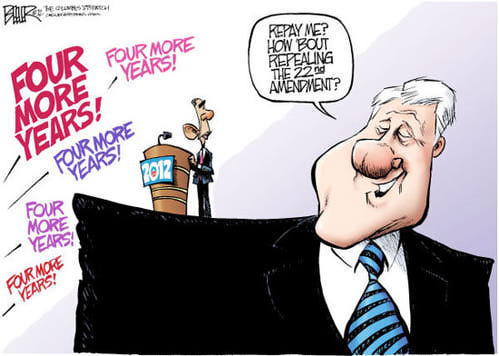 THE COLUMBUS DISPATCH
FOUR
MORE
YEARS!
FOUR MORE
YEARS!
FOUR MORE
YEARS!
FOUR
MORE
YEARS!
FOUR MORE
YEARS!
2012
REPAY ME?
HOW 'BOUT
REPEALING
THE 22nd
AMENDMENT?